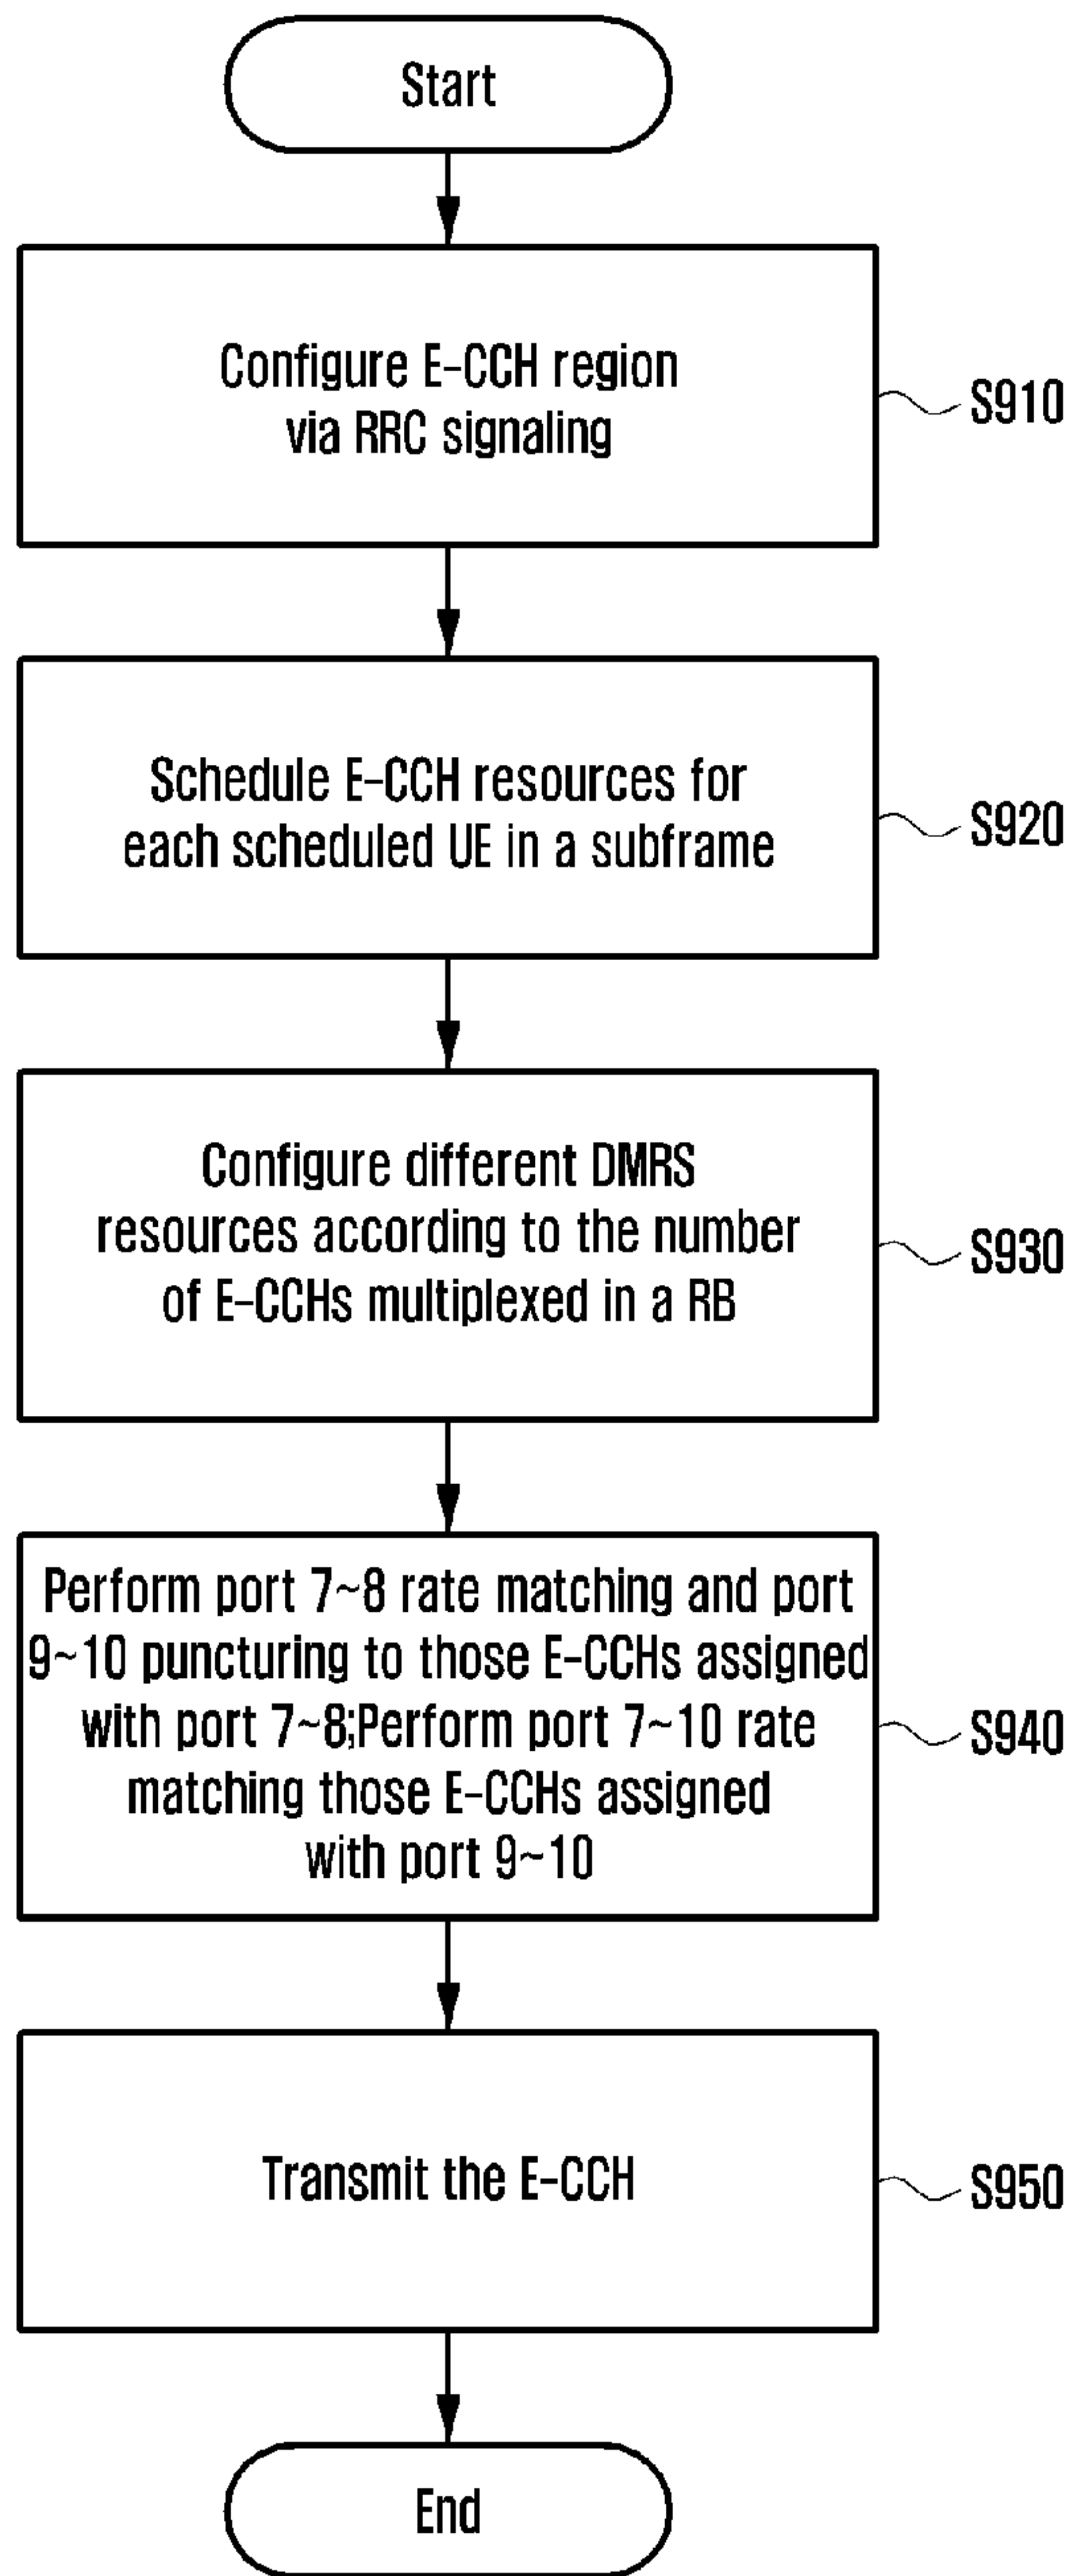 Start
Configure E-CCH region
via RRC signaling
S910
Schedule E-CCH resources for
each scheduled UE in a subframe
S920
Configure different DMRS
resources according to the number
of E-CCHs multiplexed in a RB
S930
Perform port 7~8 rate matching and port
9~10 puncturing to those E-CCHs assigned
with port 7~8;Perform port 7~10 rate
matching those E-CCHs assigned
with port 9~10
S940
Transmit the E-CCH
S950
End